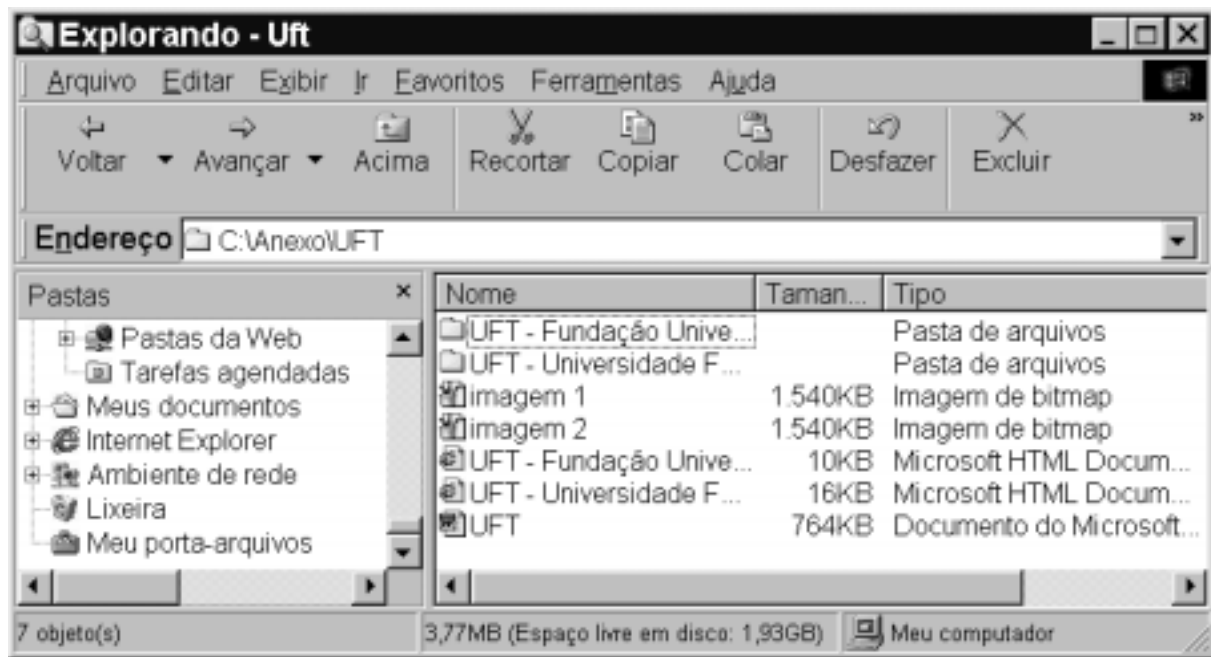 Explorando - Uft
Arquivo Editar Exibir Ir Favoritos Ferramentas Ajuda
Voltar Avançar Acima Recortar Copiar Colar Desfazer Excluir »
Endereço C:\Anexo\UFT
Pastas
Pastas da Web
Tarefas agendadas
Meus documentos
Internet Explorer
Ambiente de rede
Lixeira
Meu porta-arquivos
Nome Taman... Tipo
UFT - Fundação Unive... Pasta de arquivos
UFT - Universidade F... Pasta de arquivos
imagem 1 1.540KB Imagem de bitmap
imagem 2 1.540KB Imagem de bitmap
UFT - Fundação Unive... 10KB Microsoft HTML Docum...
UFT - Universidade F... 16KB Microsoft HTML Docum...
UFT 764KB Documento do Microsoft...
7 objeto(s) 3,77MB (Espaço livre em disco: 1,93GB) Meu computador